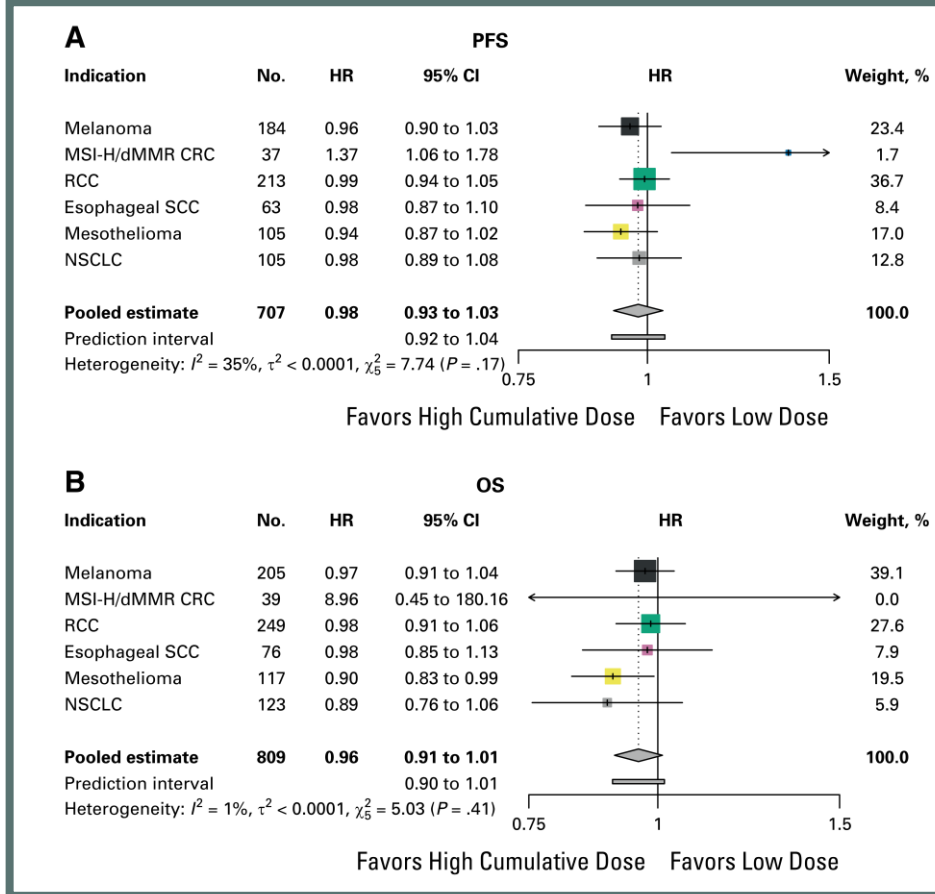 A
PFS
Indication No. HR 95% CI HR Weight, %
Melanoma 184 0.96 0.90 to 1.03 23.4
MSI-H/dMMR CRC 37 1.37 1.06 to 1.78 1.7
RCC 213 0.99 0.94 to 1.05 36.7
Esophageal SCC 63 0.98 0.87 to 1.10 8.4
Mesothelioma 105 0.94 0.87 to 1.02 17.0
NSCLC 105 0.98 0.89 to 1.08 12.8
Pooled estimate 707 0.98 0.93 to 1.03 100.0
Prediction interval 0.92 to 1.04
Heterogeneity: I² = 35%, τ² < 0.0001, χ²₅ = 7.74 (P = .17)
0.75 1 1.5
Favors High Cumulative Dose Favors Low Dose
B
OS
Indication No. HR 95% CI HR Weight, %
Melanoma 205 0.97 0.91 to 1.04 39.1
MSI-H/dMMR CRC 39 8.96 0.45 to 180.16 0.0
RCC 249 0.98 0.91 to 1.06 27.6
Esophageal SCC 76 0.98 0.85 to 1.13 7.9
Mesothelioma 117 0.90 0.83 to 0.99 19.5
NSCLC 123 0.89 0.76 to 1.06 5.9
Pooled estimate 809 0.96 0.91 to 1.01 100.0
Prediction interval 0.90 to 1.01
Heterogeneity: I² = 1%, τ² < 0.0001, χ²₅ = 5.03 (P = .41)
0.75 1 1.5
Favors High Cumulative Dose Favors Low Dose